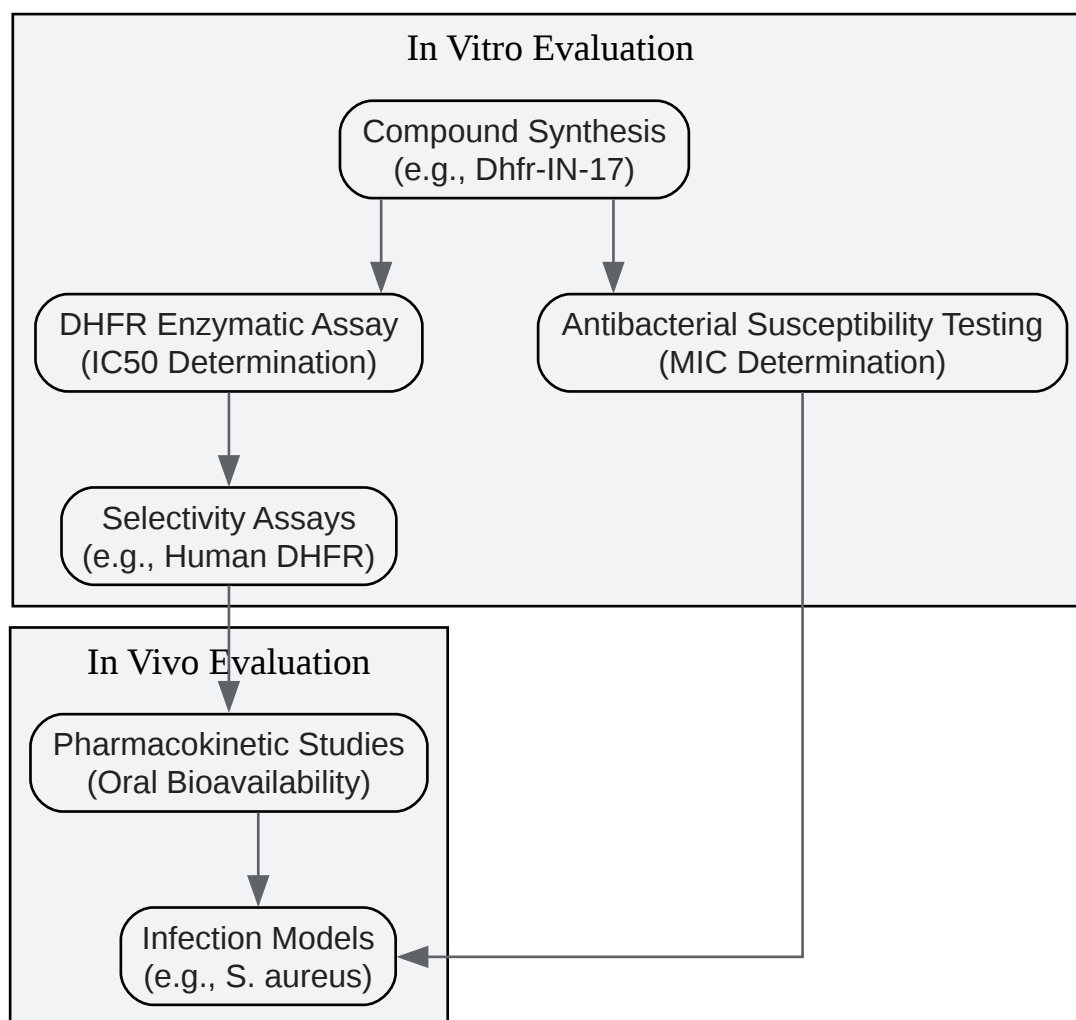 In Vitro Evaluation
Compound Synthesis
(e.g., Dhfr-IN-17)
DHFR Enzymatic Assay
(IC50 Determination)
Antibacterial Susceptibility Testing
(MIC Determination)
Selectivity Assays
(e.g., Human DHFR)
In Vivo Evaluation
Pharmacokinetic Studies
(Oral Bioavailability)
Infection Models
(e.g., S. aureus)